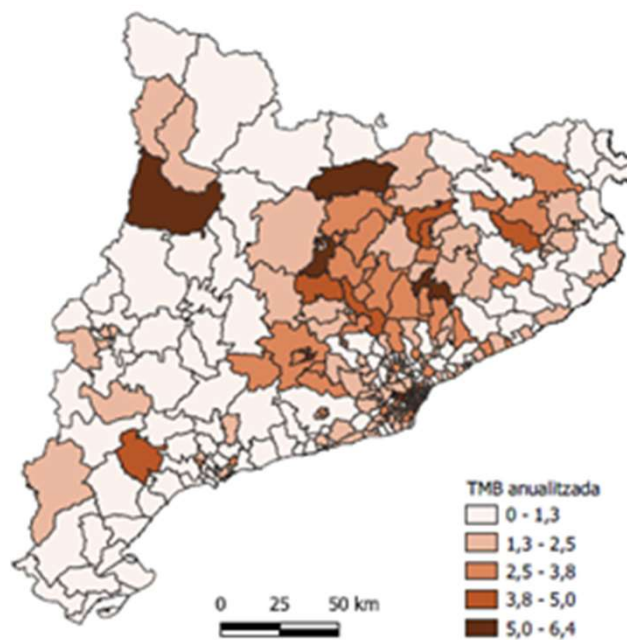 TMB anualitzada
0 - 1,3
1,3 - 2,5
2,5 - 3,8
3,8 - 5,0
5,0 - 6,4
0 25 50 km